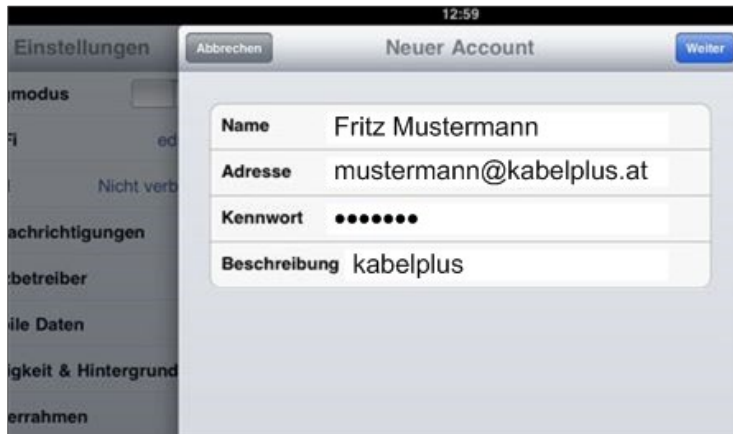 12:59
Einstellungen
Abbrechen Neuer Account Weiter
modus
Name Fritz Mustermann
ed
Adresse mustermann@kabelplus.at
Nicht verb
Kennwort •••••••
achrichtigungen
Beschreibung kabelplus
betreiber
ile Daten
igkeit & Hintergrund
errahmen